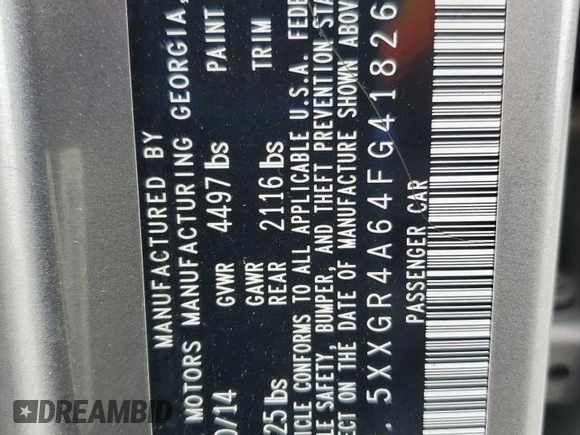 MANUFACTURED BY
MOTORS MANUFACTURING GEORGIA,
0/14 GVWR 4497 lbs PAINT
25 lbs GAWR REAR 2116 lbs TRIM
ICLE CONFORMS TO ALL APPLICABLE U.S.A. FEDE
LE SAFETY, BUMPER, AND THEFT PREVENTION STA
ECT ON THE DATE OF MANUFACTURE SHOWN ABOV
. 5XXGR4A64FG41826
PASSENGER CAR
DREAMBID